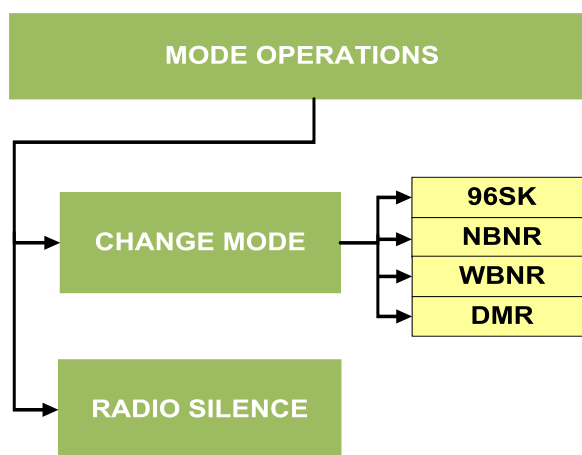 MODE OPERATIONS
CHANGE MODE
96SK
NBNR
WBNR
DMR
RADIO SILENCE